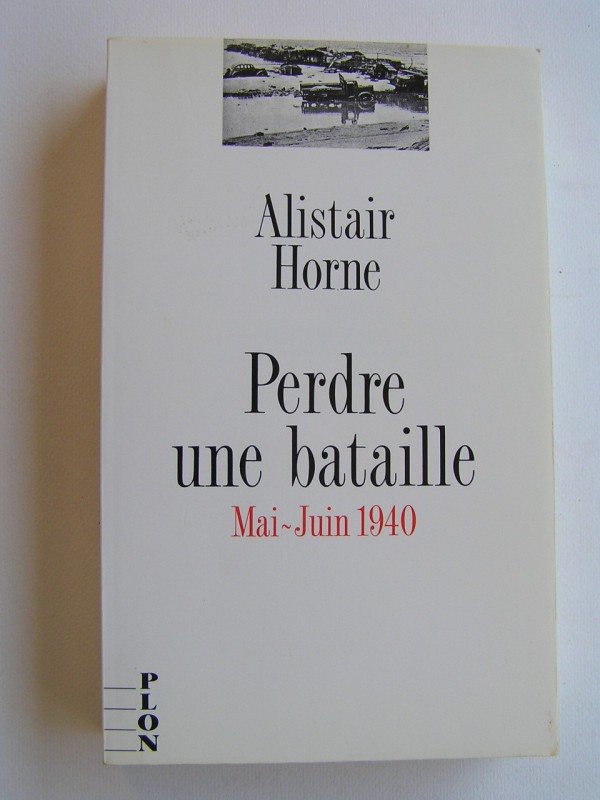 Alistair
Horne
Perdre
une bataille
Mai~Juin 1940
PLON